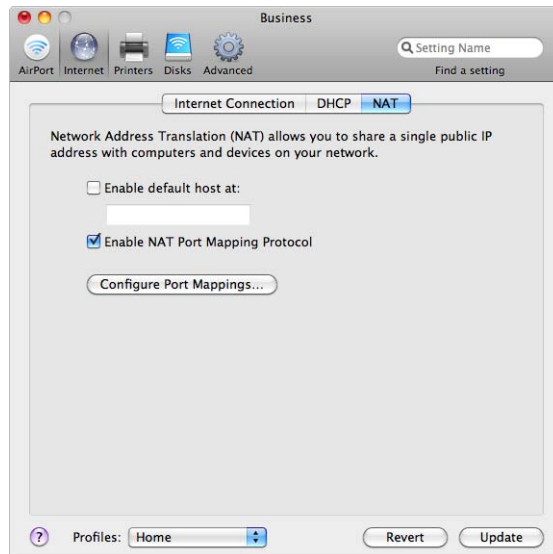 Business
Setting Name
AirPort Internet Printers Disks Advanced Find a setting
Internet Connection DHCP NAT
Network Address Translation (NAT) allows you to share a single public IP
address with computers and devices on your network.
Enable default host at:
Enable NAT Port Mapping Protocol
Configure Port Mappings...
? Profiles: Home Revert Update